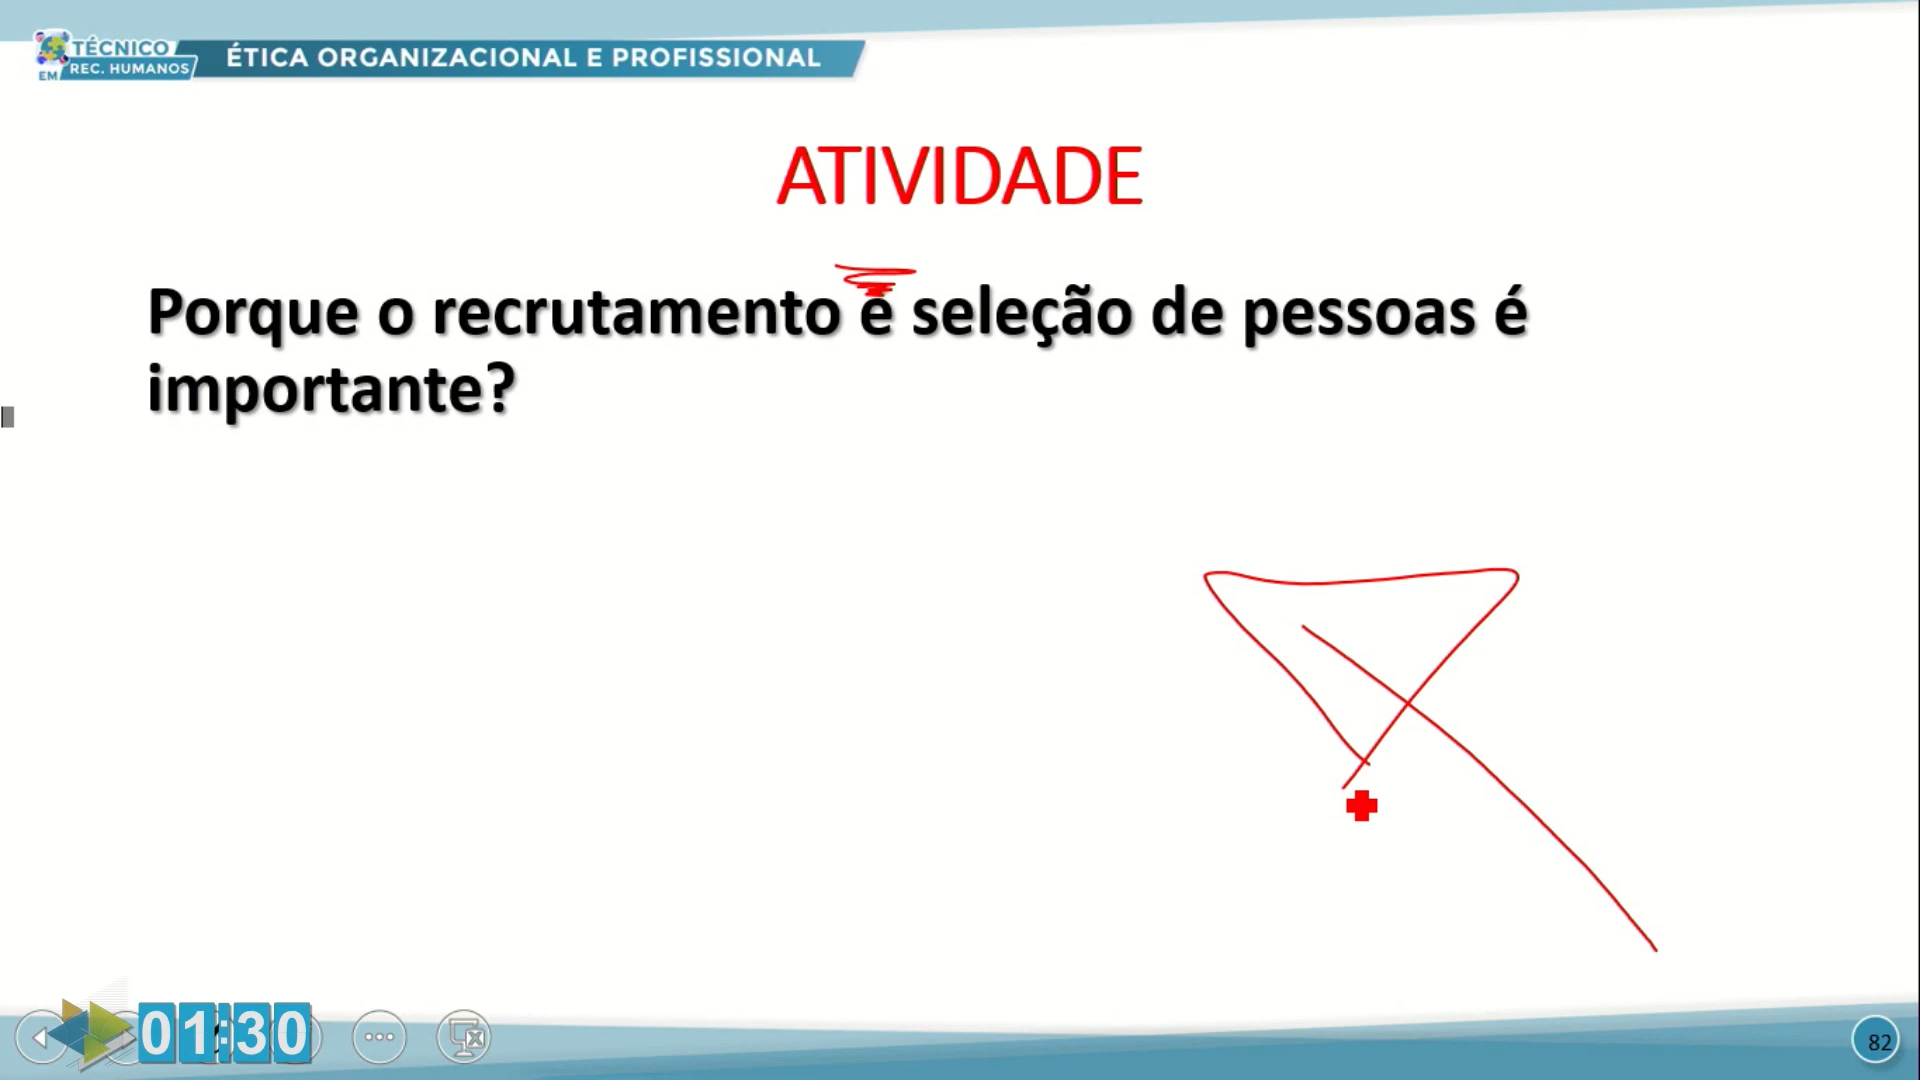 TÉCNICO
EM REC. HUMANOS
ÉTICA ORGANIZACIONAL E PROFISSIONAL
ATIVIDADE
Porque o recrutamento e seleção de pessoas é
importante?
01:30
82